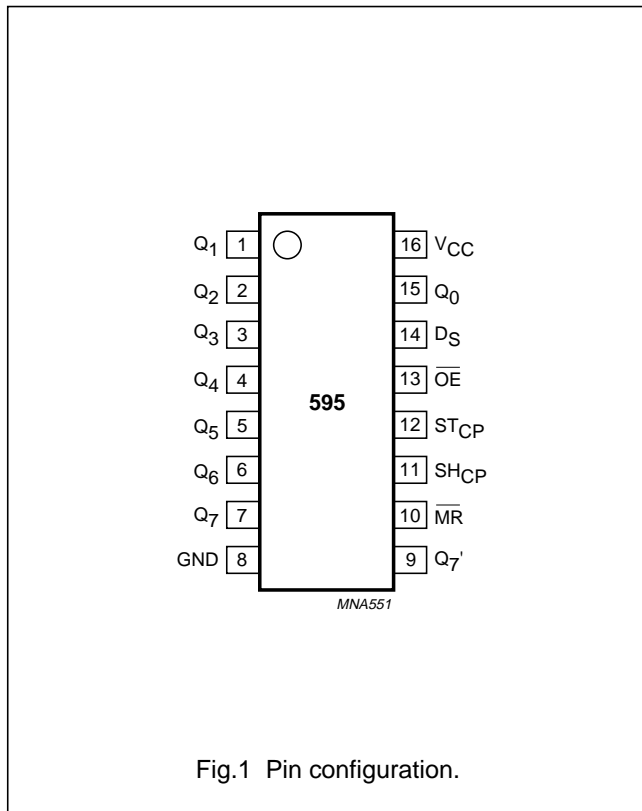 Q1 1 16 VCC
Q2 2 15 Q0
Q3 3 14 DS
Q4 4 13 OE
595
Q5 5 12 STCP
Q6 6 11 SHCP
Q7 7 10 MR
GND 8 9 Q7'
MNA551
Fig.1 Pin configuration.